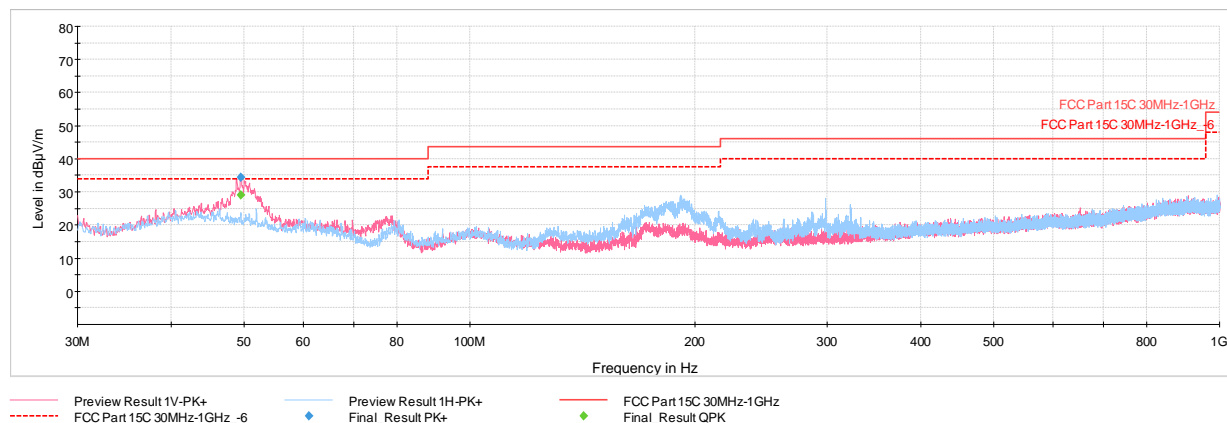 80
70
60
50
40
30
20
10
0
Level in dBµV/m
FCC Part 15C 30MHz-1GHz
FCC Part 15C 30MHz-1GHz_-6
30M 50 60 80 100M 200 300 400 500 800 1G
Frequency in Hz
Preview Result 1V-PK+ Preview Result 1H-PK+ FCC Part 15C 30MHz-1GHz
FCC Part 15C 30MHz-1GHz -6 Final Result PK+ Final Result QPK